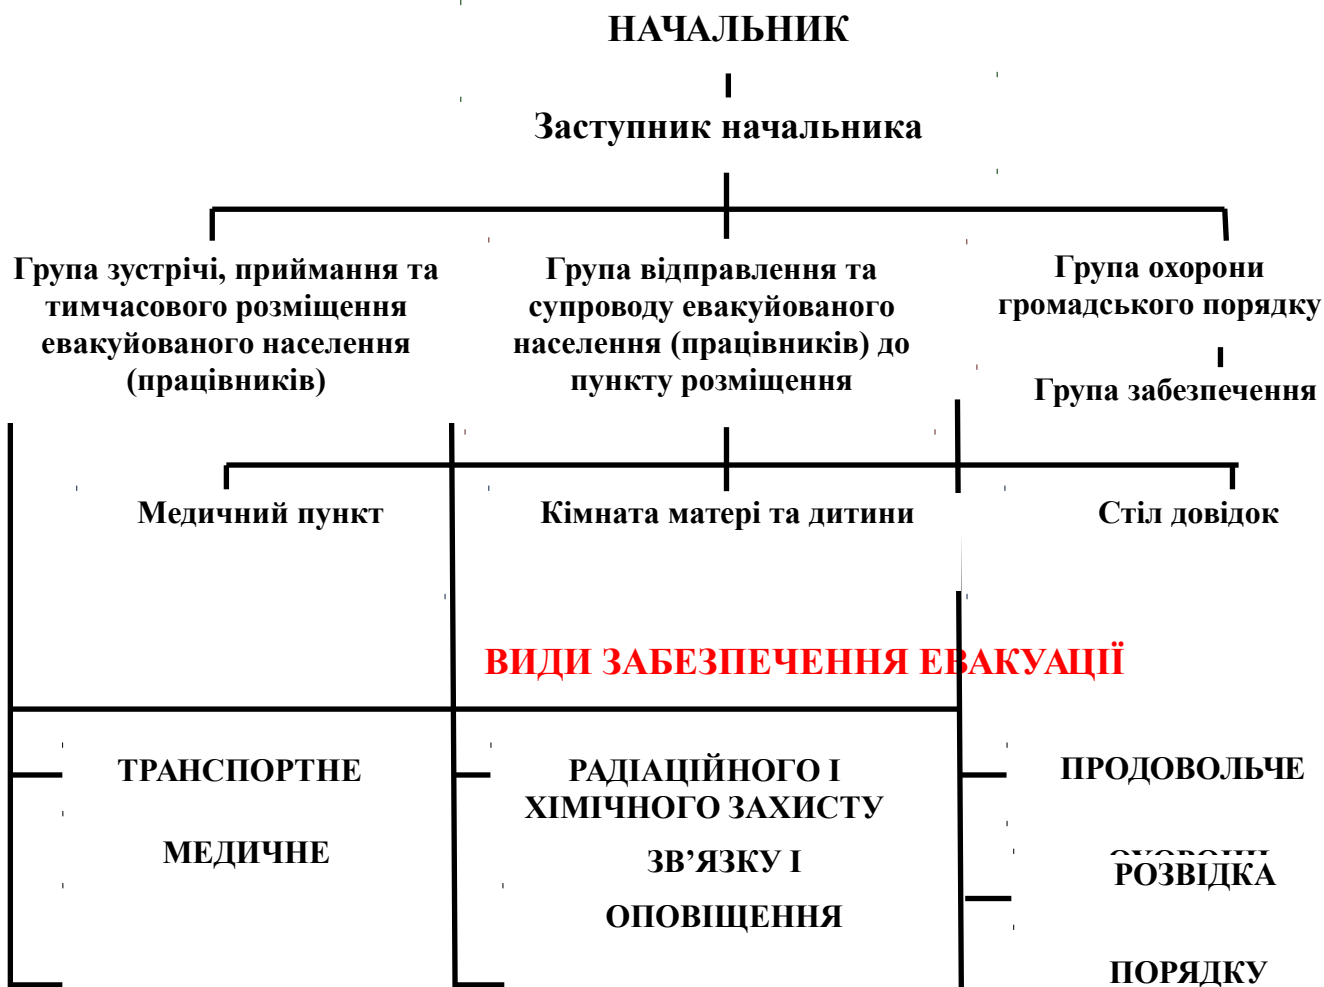 НАЧАЛЬНИК
Заступник начальника
Група зустрічі, приймання та
тимчасового розміщення
евакуйованого населення
(працівників)
Група відправлення та
супроводу евакуйованого
населення (працівників) до
пункту розміщення
Група охорони
громадського порядку
Група забезпечення
Медичний пункт
Кімната матері та дитини
Стіл довідок
ВИДИ ЗАБЕЗПЕЧЕННЯ ЕВАКУАЦІЇ
ТРАНСПОРТНЕ
МЕДИЧНЕ
РАДІАЦІЙНОГО І
ХІМІЧНОГО ЗАХИСТУ
ЗВ’ЯЗКУ І
ОПОВІЩЕННЯ
ПРОДОВОЛЬЧЕ
РОЗВІДКА
ПОРЯДКУ